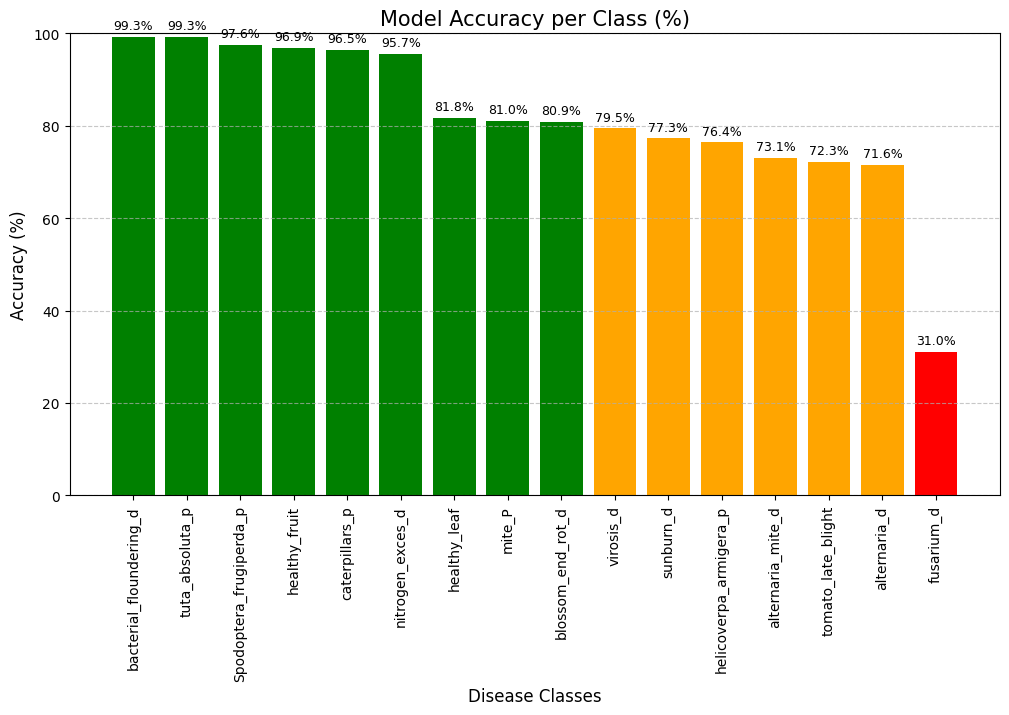 Model Accuracy per Class (%)
99.3%
99.3%
97.6%
96.9%
96.5%
95.7%
81.8%
81.0%
80.9%
79.5%
77.3%
76.4%
73.1%
72.3%
71.6%
31.0%
100
80
60
40
20
0
Accuracy (%)
bacterial_floundering_d
tuta_absoluta_p
Spodoptera_frugiperda_p
healthy_fruit
caterpillars_p
nitrogen_exces_d
healthy_leaf
mite_P
blossom_end_rot_d
virosis_d
sunburn_d
helicoverpa_armigera_p
alternaria_mite_d
tomato_late_blight
alternaria_d
fusarium_d
Disease Classes